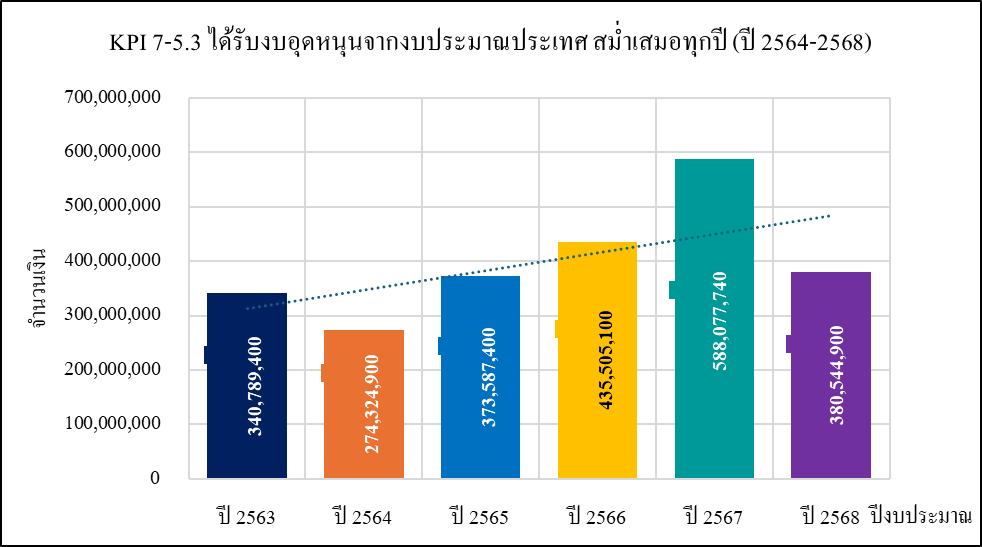 KPI 7-5.3 ได้รับงบอุดหนุนจากงบประมาณประเทศ สม่ำเสมอทุกปี (ปี 2564-2568)
700,000,000
600,000,000
500,000,000
400,000,000
300,000,000
200,000,000
100,000,000
0
จำนวนเงิน
340,789,400
274,324,900
373,587,400
435,505,100
588,077,740
380,544,900
ปี 2563
ปี 2564
ปี 2565
ปี 2566
ปี 2567
ปี 2568
ปีงบประมาณ